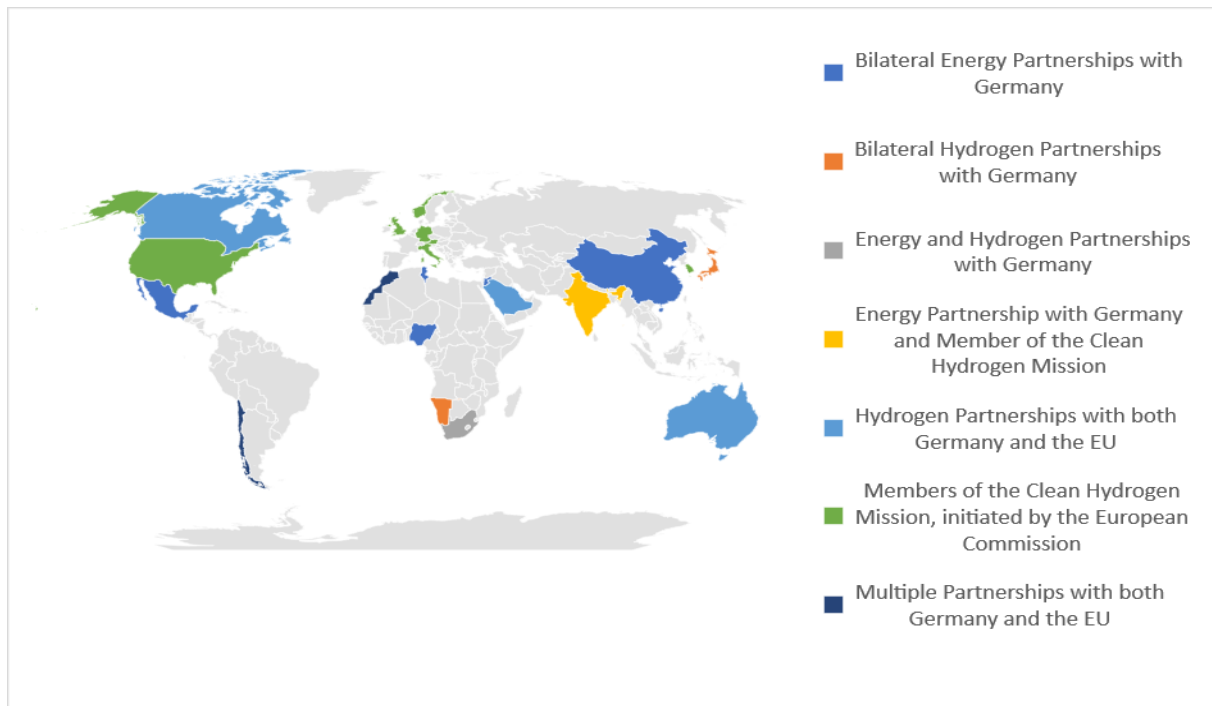 Bilateral Energy Partnerships with
Germany
Bilateral Hydrogen Partnerships
with Germany
Energy and Hydrogen Partnerships
with Germany
Energy Partnership with Germany
and Member of the Clean
Hydrogen Mission
Hydrogen Partnerships with both
Germany and the EU
Members of the Clean Hydrogen
Mission, initiated by the European
Commission
Multiple Partnerships with both
Germany and the EU